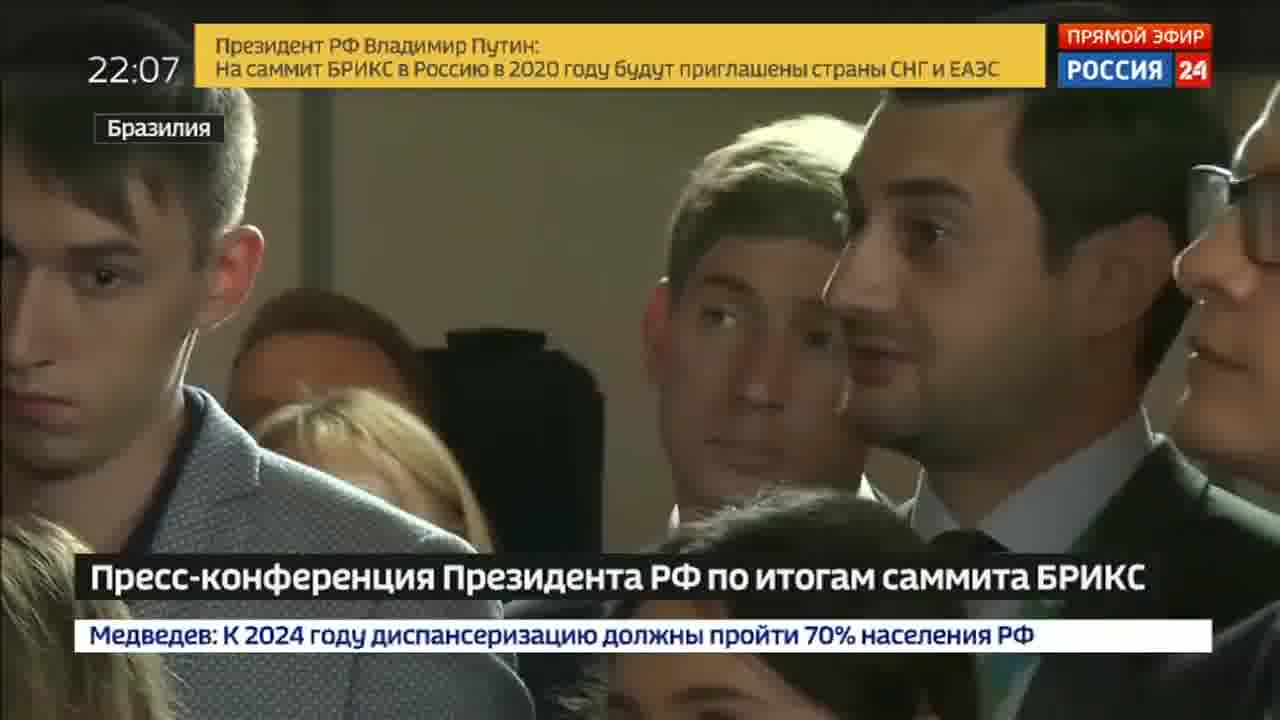 22:07
Президент РФ Владимир Путин:
На саммит БРИКС в Россию в 2020 году будут приглашены страны СНГ и ЕАЭС
ПРЯМОЙ ЭФИР
РОССИЯ 24
Бразилия
Пресс-конференция Президента РФ по итогам саммита БРИКС
Медведев: К 2024 году диспансеризацию должны пройти 70% населения РФ